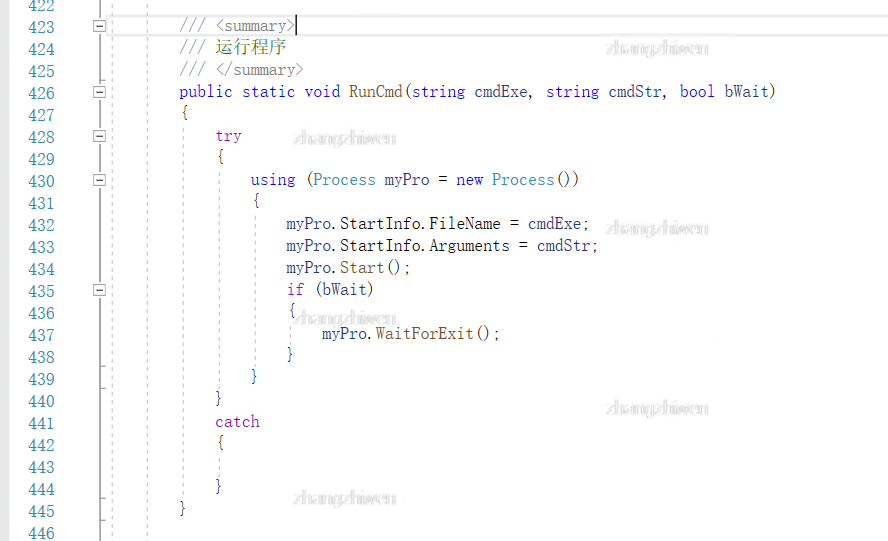 422
423 /// <summary>
424 /// 运行程序
425 /// </summary>
426 public static void RunCmd(string cmdExe, string cmdStr, bool bWait)
427 {
428 try
429 {
430 using (Process myPro = new Process())
431 {
432 myPro.StartInfo.FileName = cmdExe;
433 myPro.StartInfo.Arguments = cmdStr;
434 myPro.Start();
435 if (bWait)
436 {
437 myPro.WaitForExit();
438 }
439 }
440 }
441 catch
442 {
443
444 }
445 }
446
zhangzhiwen
zhangzhiwen
zhangzhiwen
zhangzhiwen
zhangzhiwen
zhangzhiwen